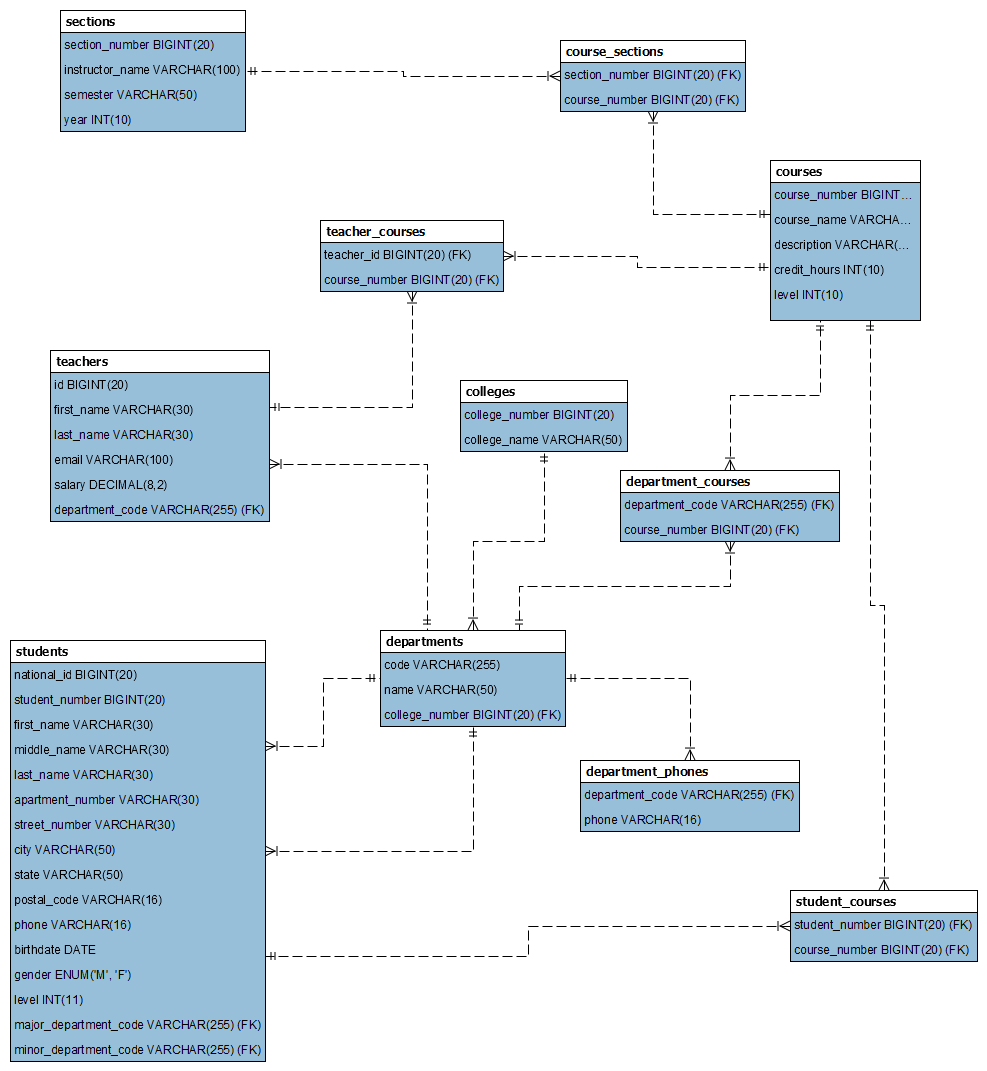 sections
section_number BIGINT(20)
instructor_name VARCHAR(100)
semester VARCHAR(50)
year INT(10)
course_sections
section_number BIGINT(20) (FK)
course_number BIGINT(20) (FK)
courses
course_number BIGINT...
course_name VARCHA...
description VARCHAR(...
credit_hours INT(10)
level INT(10)
teacher_courses
teacher_id BIGINT(20) (FK)
course_number BIGINT(20) (FK)
teachers
id BIGINT(20)
first_name VARCHAR(30)
last_name VARCHAR(30)
email VARCHAR(100)
salary DECIMAL(8,2)
department_code VARCHAR(255) (FK)
colleges
college_number BIGINT(20)
college_name VARCHAR(50)
department_courses
department_code VARCHAR(255) (FK)
course_number BIGINT(20) (FK)
departments
code VARCHAR(255)
name VARCHAR(50)
college_number BIGINT(20) (FK)
students
national_id BIGINT(20)
student_number BIGINT(20)
first_name VARCHAR(30)
middle_name VARCHAR(30)
last_name VARCHAR(30)
apartment_number VARCHAR(30)
street_number VARCHAR(30)
city VARCHAR(50)
state VARCHAR(50)
postal_code VARCHAR(16)
phone VARCHAR(16)
birthdate DATE
gender ENUM('M', 'F')
level INT(11)
major_department_code VARCHAR(255) (FK)
minor_department_code VARCHAR(255) (FK)
department_phones
department_code VARCHAR(255) (FK)
phone VARCHAR(16)
student_courses
student_number BIGINT(20) (FK)
course_number BIGINT(20) (FK)